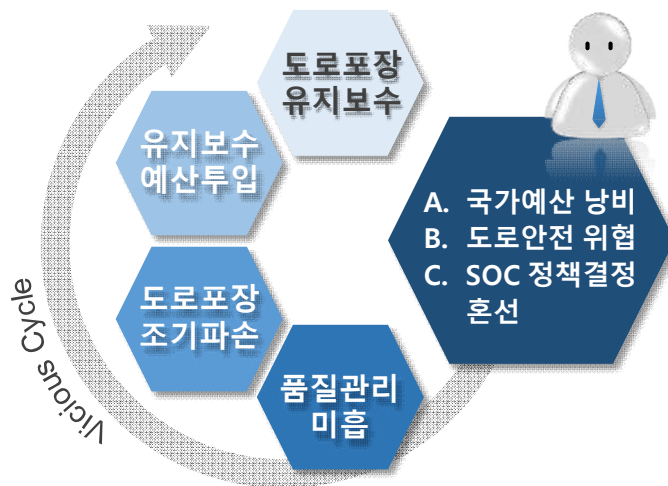 도로포장
유지보수
유지보수
예산투입
도로포장
조기파손
품질관리
미흡
A. 국가예산 낭비
B. 도로안전 위협
C. SOC 정책결정
혼선
Vicious Cycle